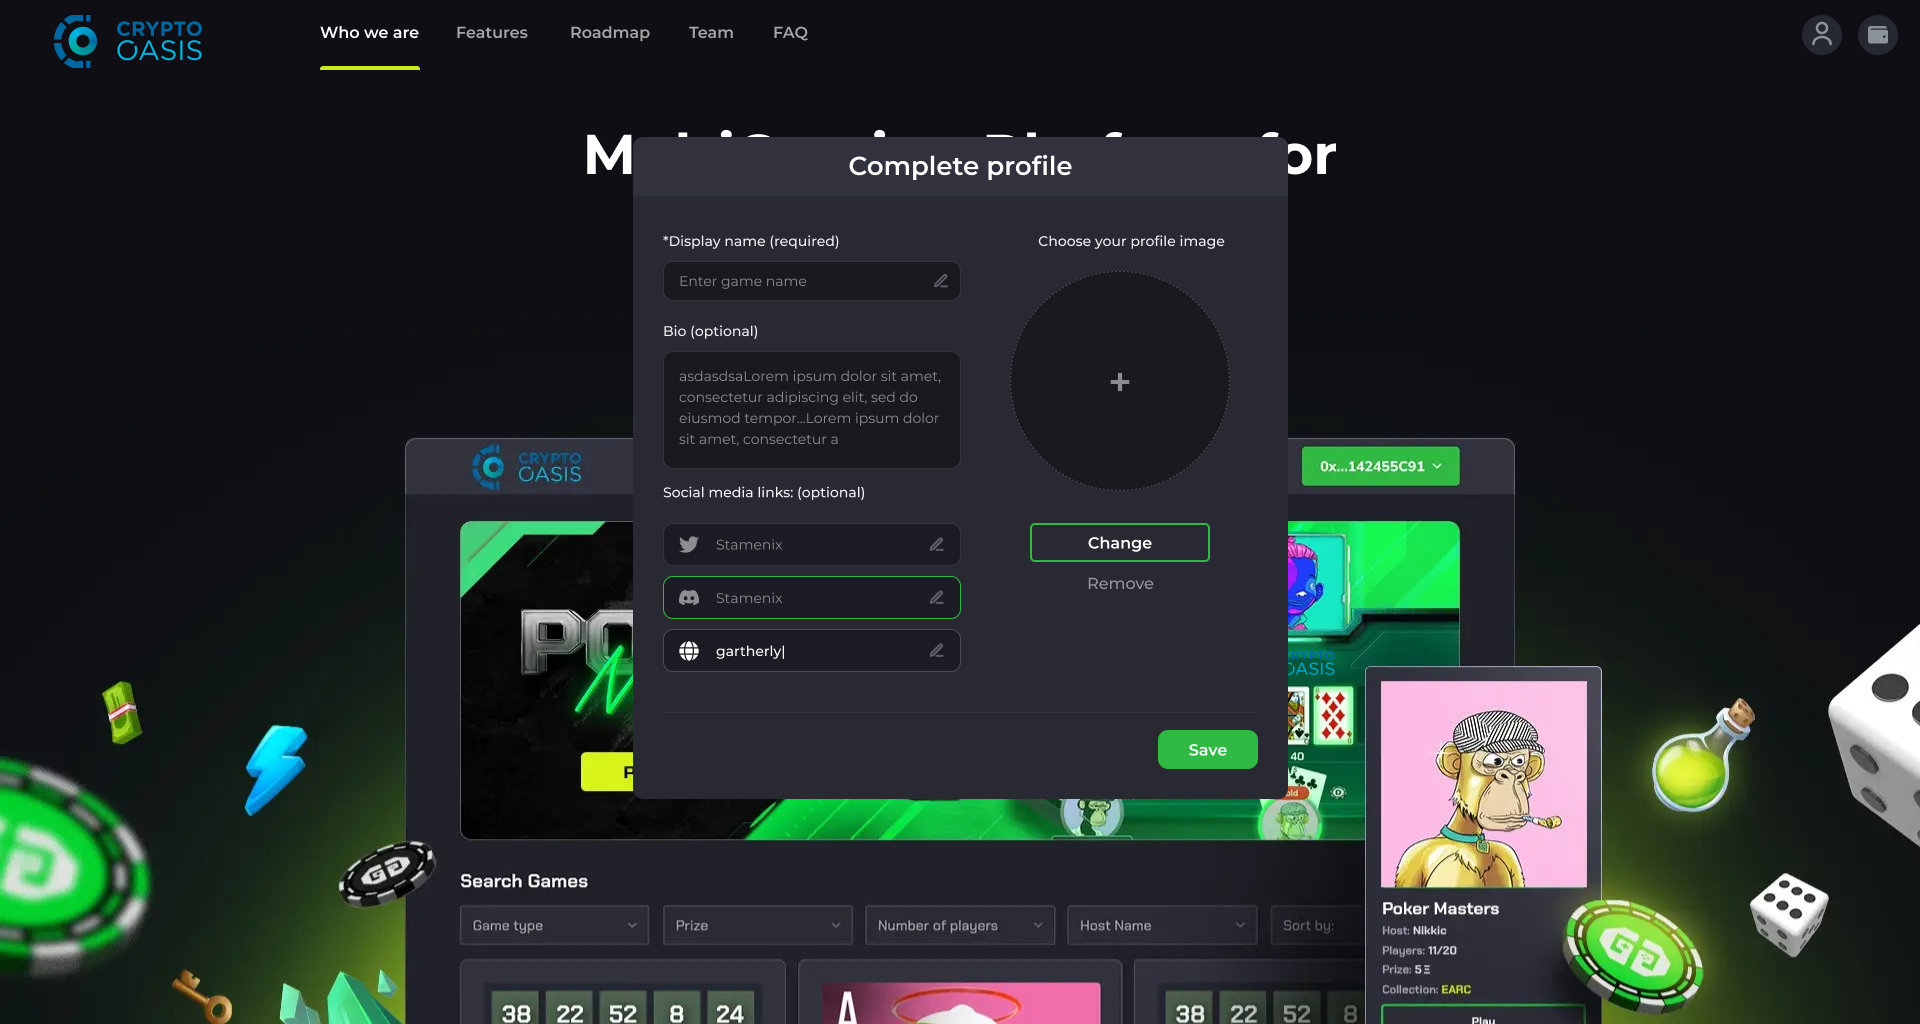 CRYPTO
OASIS
Who we are
Features
Roadmap
Team
FAQ
Complete profile
*Display name (required)
Enter game name
Bio (optional)
asdasdsaLorem ipsum dolor sit amet,
consectetur adipiscing elit, sed do
eiusmod tempor...Lorem ipsum dolor
sit amet, consectetur a
Social media links: (optional)
Stamenix
Stamenix
gartherly|
Choose your profile image
+
Change
Remove
Save
CRYPTO
OASIS
0x...142455C91
OASIS
40
Search Games
Game type
Prize
Number of players
Host Name
Sort by:
38 22 52 8 24
A
38 22 52 8
Poker Masters
Host: Nikkic
Players: 11/20
Prize: 5 Ξ
Collection: EARC
Play